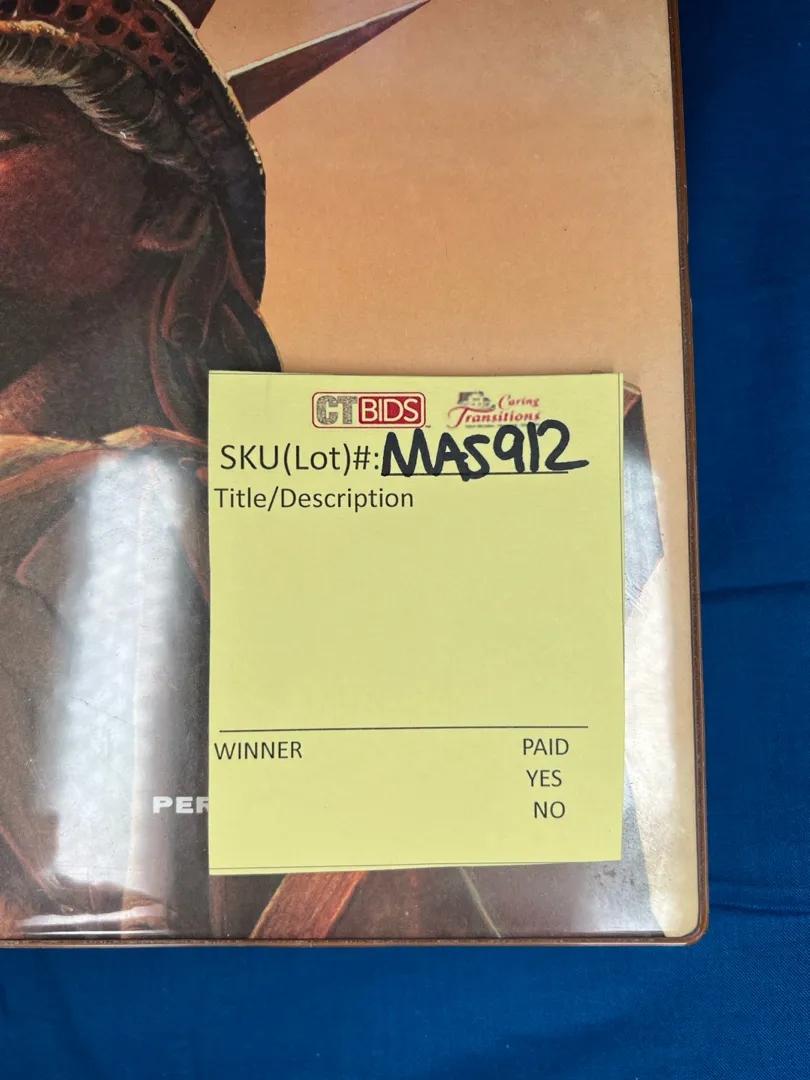 CTBIDS Caring Transitions
SKU(Lot)#: MAS912
Title/Description
WINNER PAID
YES
NO
PER